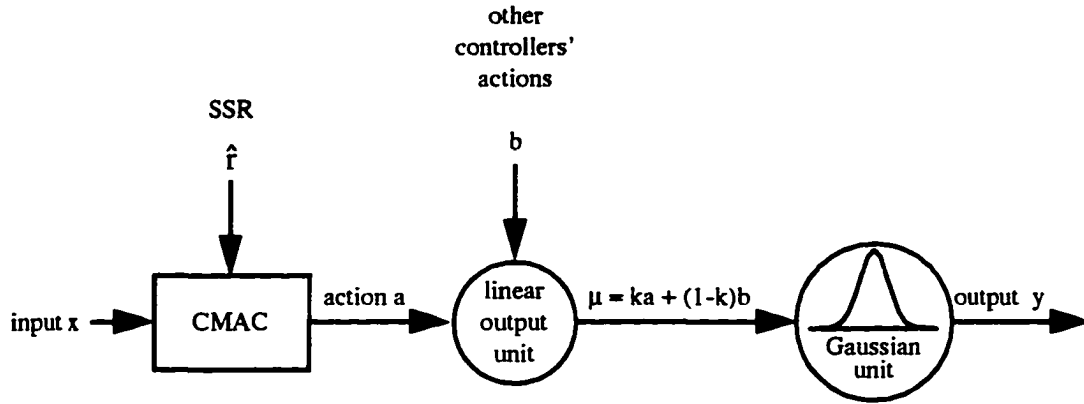 other
controllers'
actions
SSR
r̂
b
input x
CMAC
action a
linear
output
unit
μ = ka + (1-k)b
Gaussian
unit
output y